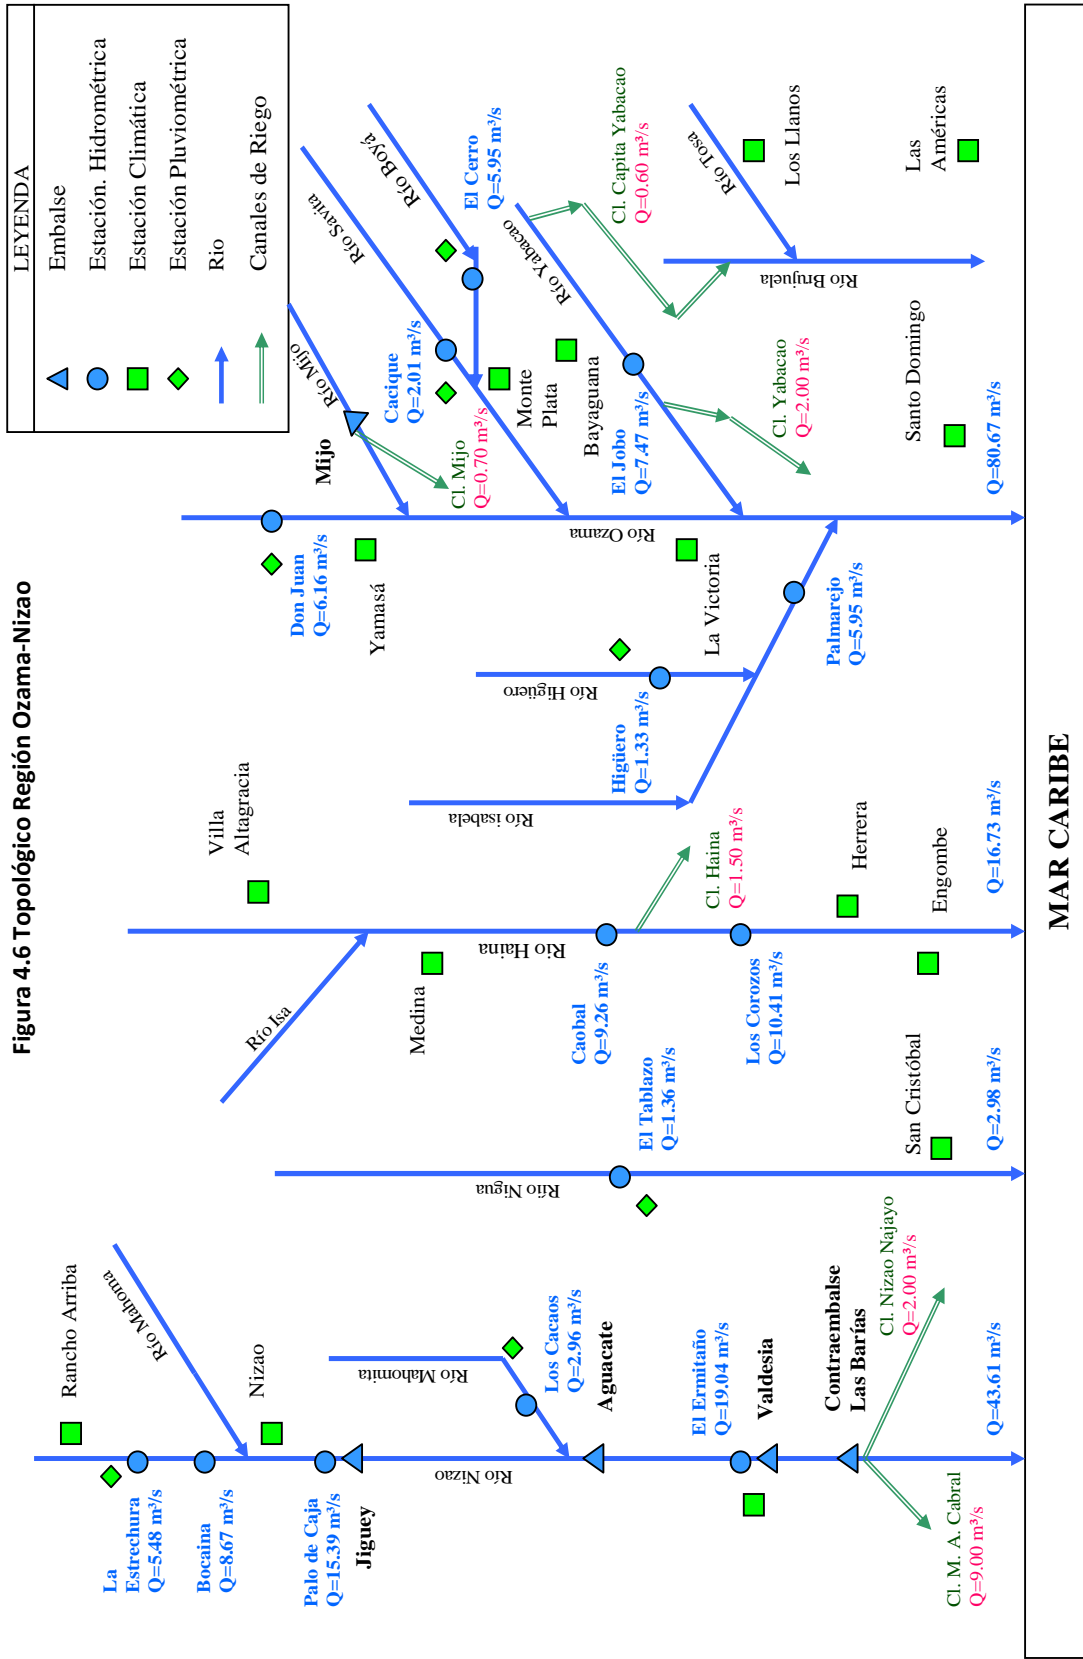 Figura 4.6 Topológico Región Ozama-Nizao
LEYENDA
Embalse
Estación. Hidrométrica
Estación Climática
Estación Pluviométrica
Rio
Canales de Riego
Rancho Arriba
La
Estrechura
Q=5.48 m³/s
Río Mahoma
Bocaina
Q=8.67 m³/s
Nizao
Palo de Caja
Q=15.39 m³/s
Jiguey
Río Mahomita
Río Nizao
Los Cacaos
Q=2.96 m³/s
Aguacate
El Ermitaño
Q=19.04 m³/s
Valdesia
Contraembalse
Las Barías
Cl. Nizao Najayo
Q=2.00 m³/s
Cl. M. A. Cabral
Q=9.00 m³/s
Q=43.61 m³/s
Ríio Nigua
El Tablazo
Q=1.36 m³/s
San Cristóbal
Q=2.98 m³/s
Villa
Altagracia
Río Isa
Medina
Rio Haina
Caobal
Q=9.26 m³/s
Cl. Haina
Q=1.50 m³/s
Los Corozos
Q=10.41 m³/s
Herrera
Engombe
Q=16.73 m³/s
Río isabela
Río Higüero
Higüero
Q=1.33 m³/s
Palmarejo
Q=5.95 m³/s
Don Juan
Q=6.16 m³/s
Yamasá
Río Ozama
La Victoria
Río Mijo
Mijo
Cl. Mijo
Q=0.70 m³/s
Río Savita
Cacique
Q=2.01 m³/s
Río Boyá
El Cerro
Q=5.95 m³/s
Monte
Plata
Bayaguana
Río Yabacao
El Jobo
Q=7.47 m³/s
Cl. Capita Yabacao
Q=0.60 m³/s
Cl. Yabacao
Q=2.00 m³/s
Río Tosa
Los Llanos
Río Brujuela
Las
Américas
Santo Domingo
Q=80.67 m³/s
MAR CARIBE